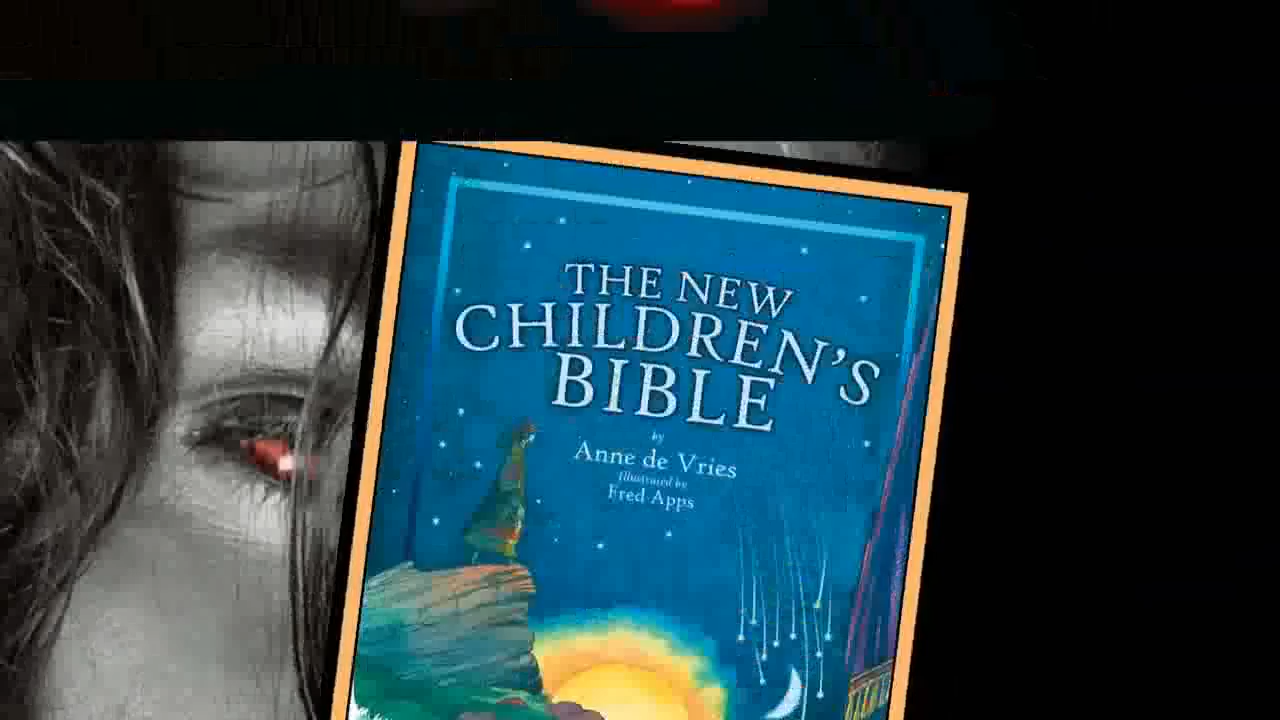 THE NEW
CHILDREN'S
BIBLE
by
Anne de Vries
Illustrated by
Fred Apps